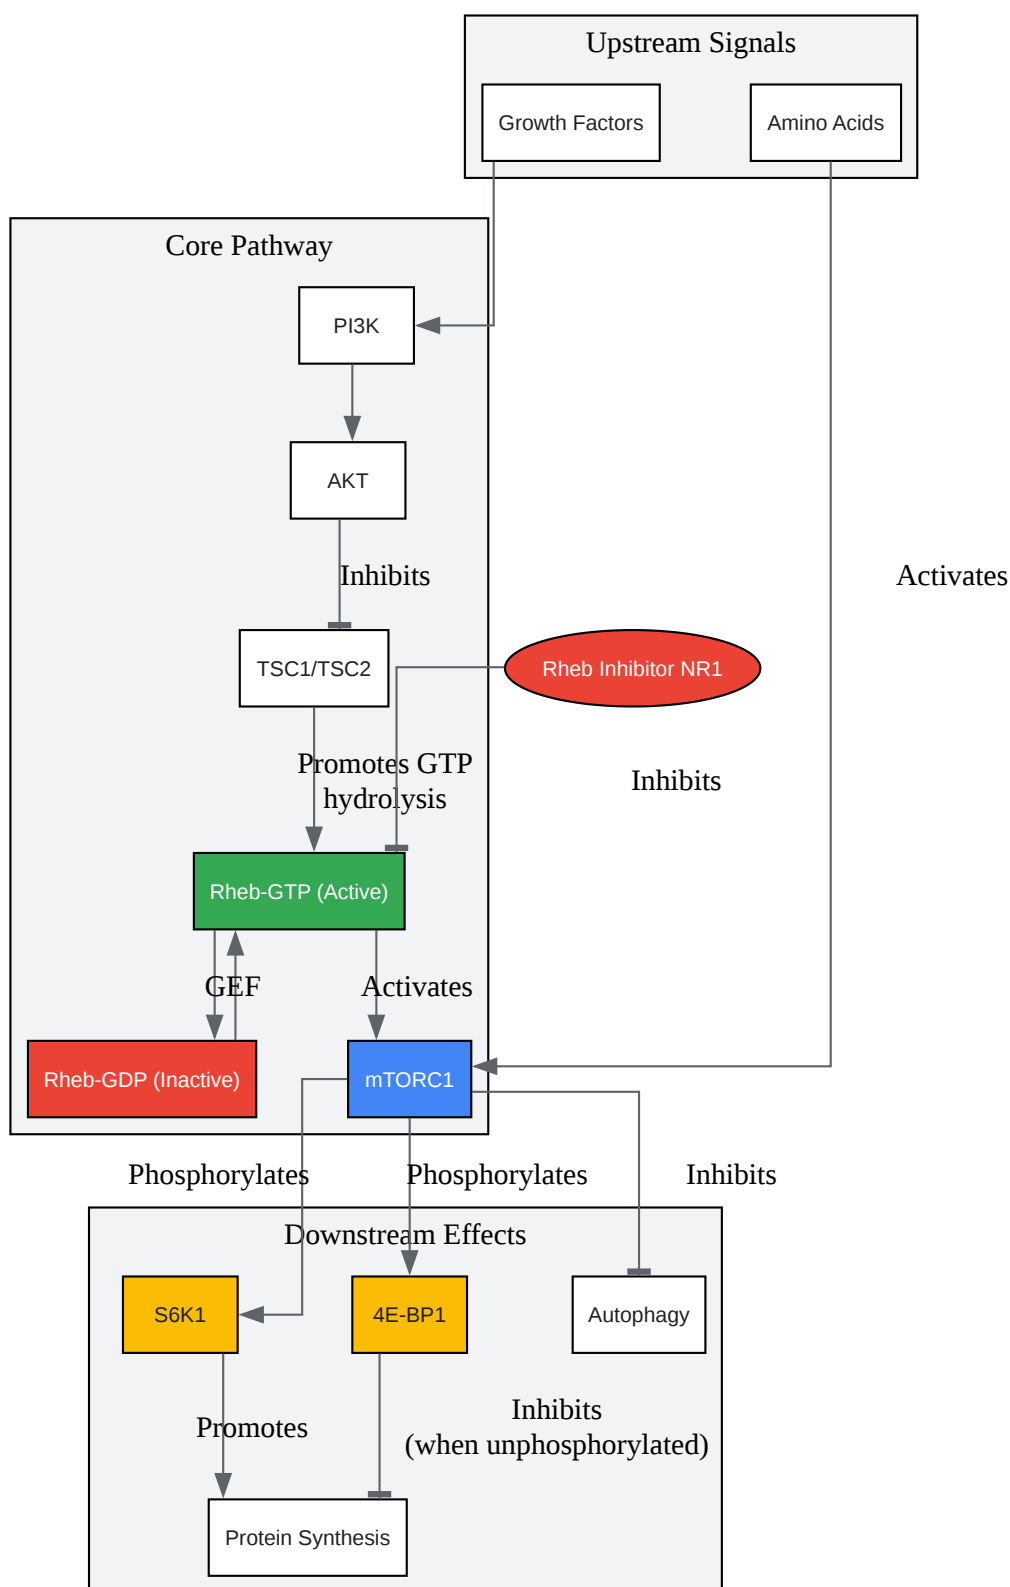 Upstream Signals
Growth Factors
Amino Acids
Core Pathway
PI3K
AKT
Inhibits
Activates
TSC1/TSC2
Rheb Inhibitor NR1
Promotes GTP
hydrolysis
Inhibits
Rheb-GTP (Active)
GEF
Activates
Rheb-GDP (Inactive)
mTORC1
Phosphorylates
Phosphorylates
Inhibits
Downstream Effects
S6K1
4E-BP1
Autophagy
Promotes
Inhibits
(when unphosphorylated)
Protein Synthesis